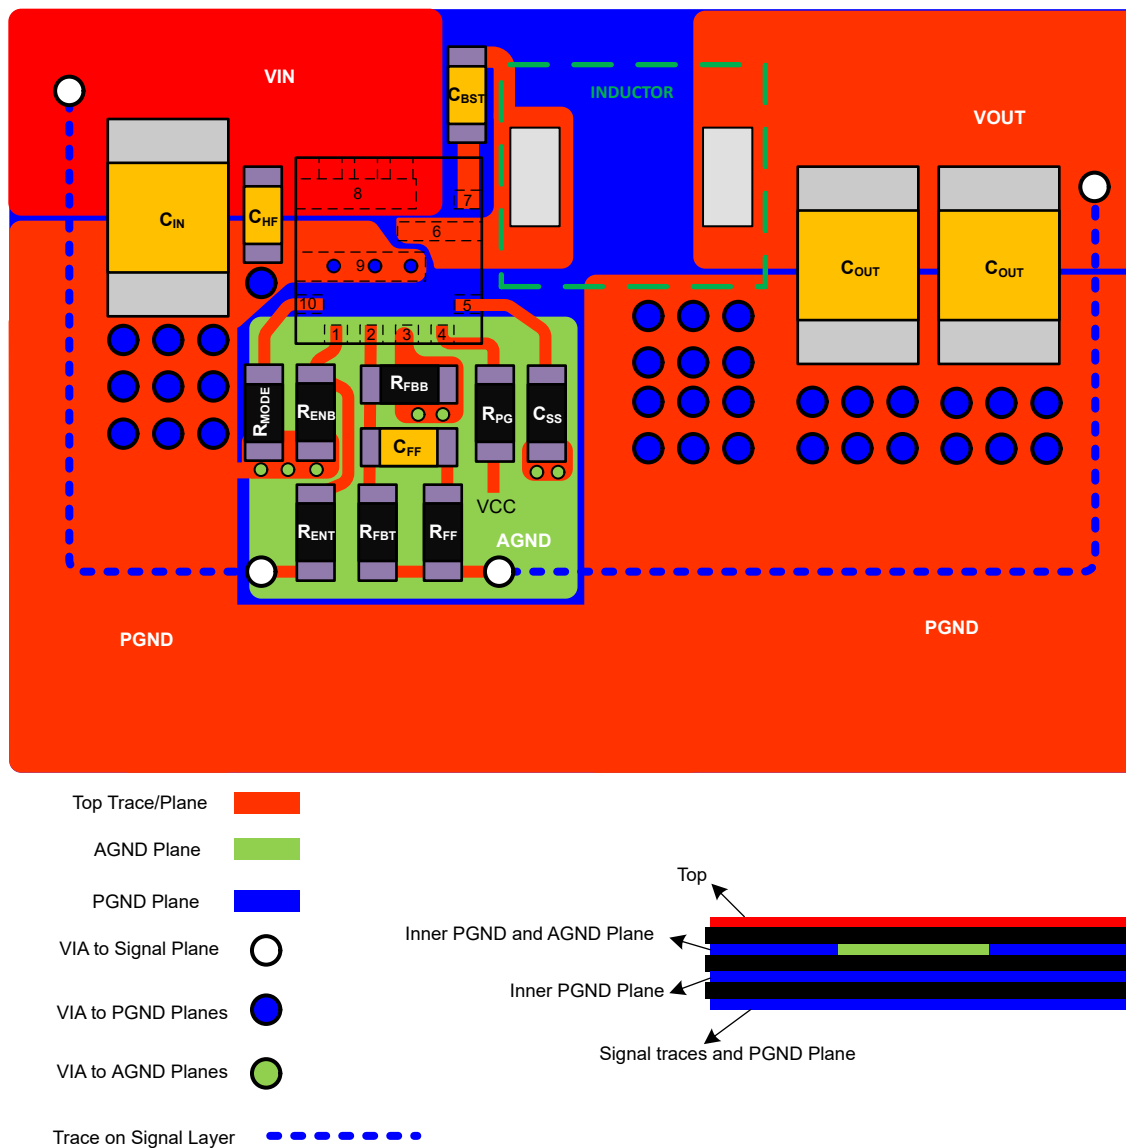 VIN
INDUCTOR
VOUT
CBST
CIN
CHF
8
7
6
9
COUT
COUT
10
5
1
2
3
4
RMODE
RENB
RFBB
RPG
CSS
CFF
VCC
RENT
RFBT
RFF
AGND
PGND
PGND
Top Trace/Plane
AGND Plane
PGND Plane
VIA to Signal Plane
VIA to PGND Planes
VIA to AGND Planes
Trace on Signal Layer
Top
Inner PGND and AGND Plane
Inner PGND Plane
Signal traces and PGND Plane